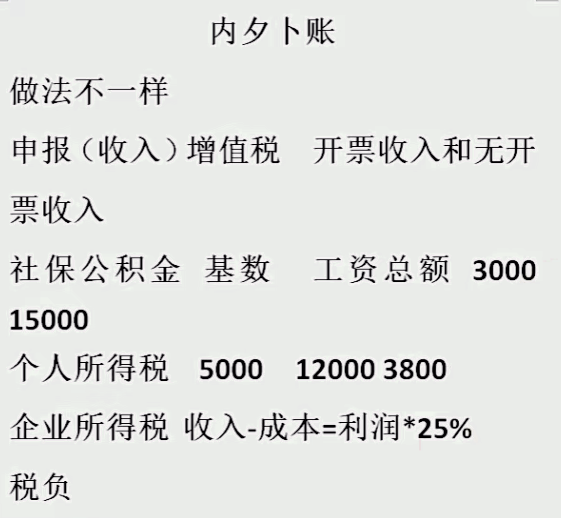 内夕卜账
做法不一样
申报（收入）增值税 开票收入和无开
票收入
社保公积金 基数 工资总额 3000
15000
个人所得税 5000 12000 3800
企业所得税 收入-成本=利润*25%
税负